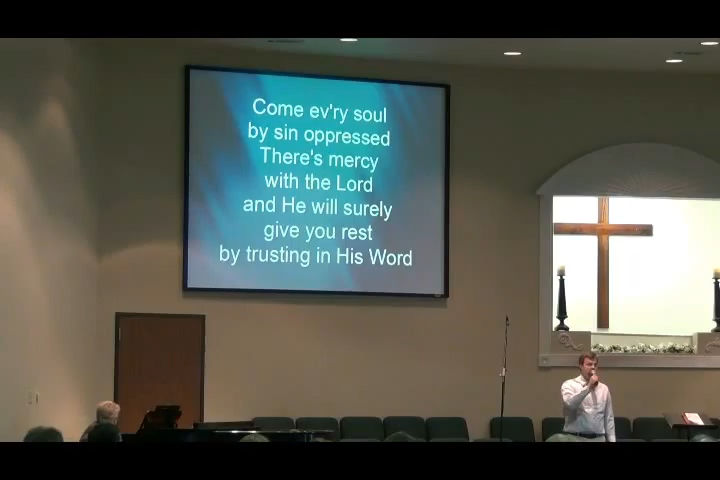 Come ev'ry soul
by sin oppressed
There's mercy
with the Lord
and He will surely
give you rest
by trusting in His Word